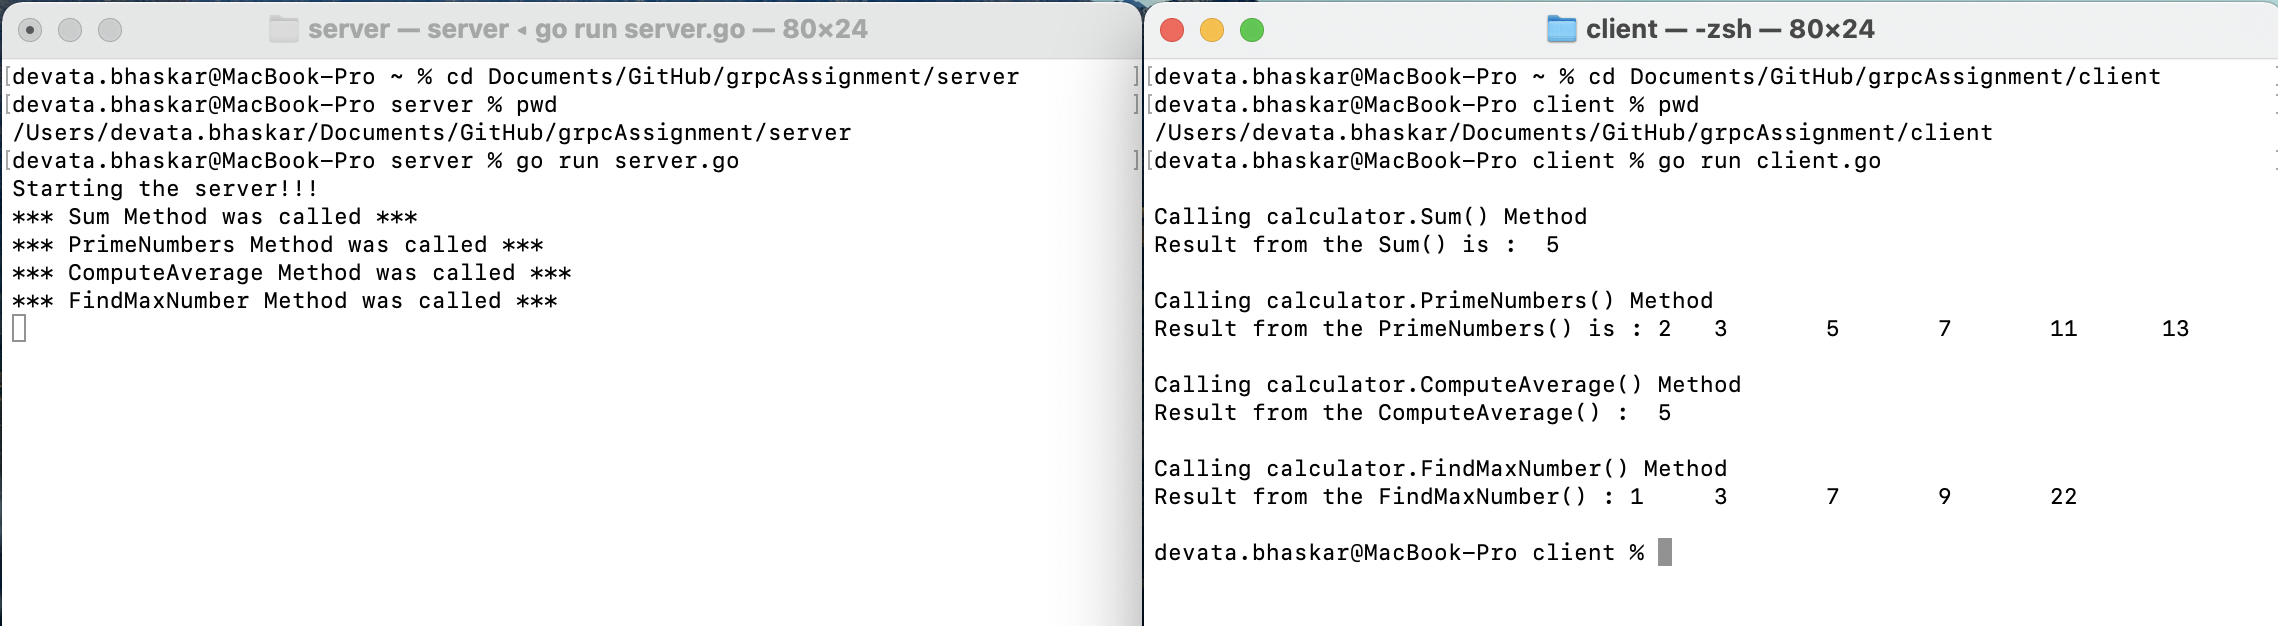 server — server ◂ go run server.go — 80×24
[devata.bhaskar@MacBook-Pro ~ % cd Documents/GitHub/grpcAssignment/server ]
[devata.bhaskar@MacBook-Pro server % pwd ]
/Users/devata.bhaskar/Documents/GitHub/grpcAssignment/server
[devata.bhaskar@MacBook-Pro server % go run server.go ]
Starting the server!!!
*** Sum Method was called ***
*** PrimeNumbers Method was called ***
*** ComputeAverage Method was called ***
*** FindMaxNumber Method was called ***
client — -zsh — 80×24
[devata.bhaskar@MacBook-Pro ~ % cd Documents/GitHub/grpcAssignment/client
[devata.bhaskar@MacBook-Pro client % pwd
/Users/devata.bhaskar/Documents/GitHub/grpcAssignment/client
[devata.bhaskar@MacBook-Pro client % go run client.go
Calling calculator.Sum() Method
Result from the Sum() is :  5
Calling calculator.PrimeNumbers() Method
Result from the PrimeNumbers() is : 2   3       5       7       11      13
Calling calculator.ComputeAverage() Method
Result from the ComputeAverage() :  5
Calling calculator.FindMaxNumber() Method
Result from the FindMaxNumber() : 1     3       7       9       22
devata.bhaskar@MacBook-Pro client %